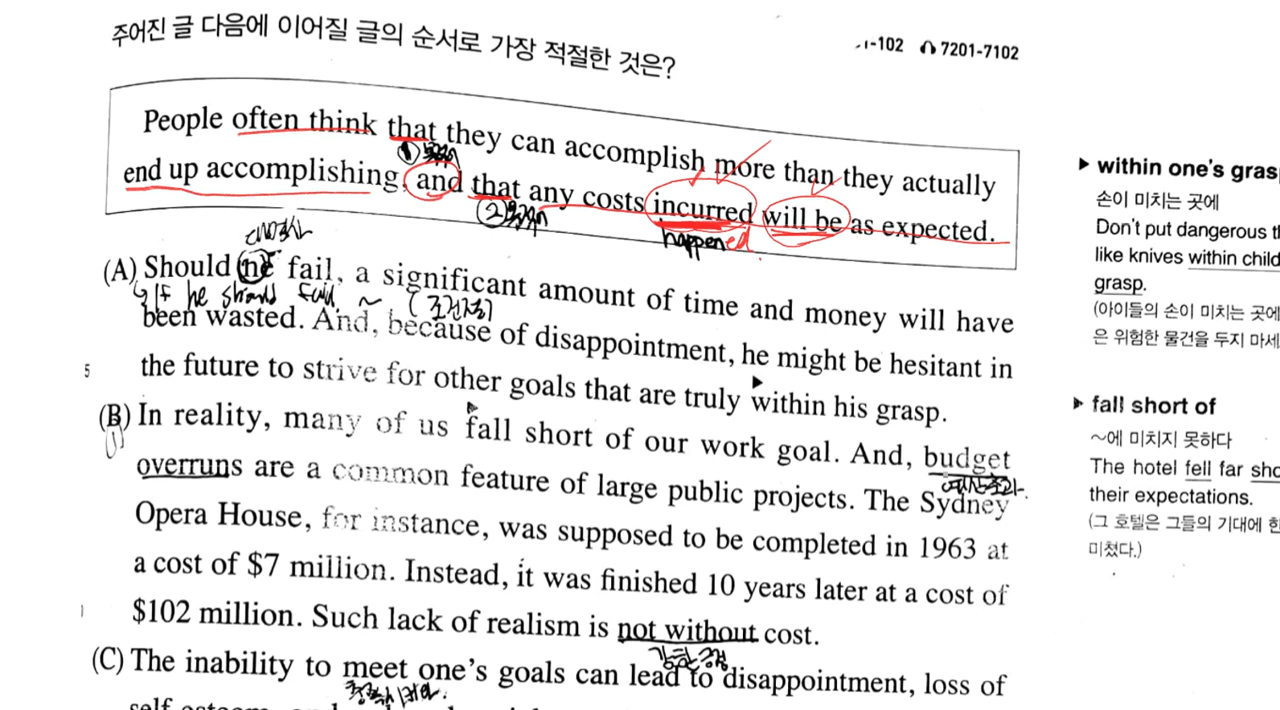 주어진 글 다음에 이어질 글의 순서로 가장 적절한 것은?
-102 7201-7102
People often think that they can accomplish more than they actually
end up accomplishing, and that any costs incurred will be as expected.
happened
(A) Should he fail, a significant amount of time and money will have
If he should fail ~
been wasted. And, because of disappointment, he might be hesitant in
5
the future to strive for other goals that are truly within his grasp.
(B) In reality, many of us fall short of our work goal. And, budget
overruns are a common feature of large public projects. The Sydney
예산초과
Opera House, for instance, was supposed to be completed in 1963 at
a cost of $7 million. Instead, it was finished 10 years later at a cost of
$102 million. Such lack of realism is not without cost.
강한 긍정
(C) The inability to meet one's goals can lead to disappointment, loss of
▶ within one's grasp
손이 미치는 곳에
Don't put dangerous
like knives within child
grasp.
(아이들의 손이 미치는 곳에
은 위험한 물건을 두지 마세
▶ fall short of
~에 미치지 못하다
The hotel fell far sho
their expectations.
(그 호텔은 그들의 기대에 한
미쳤다.)